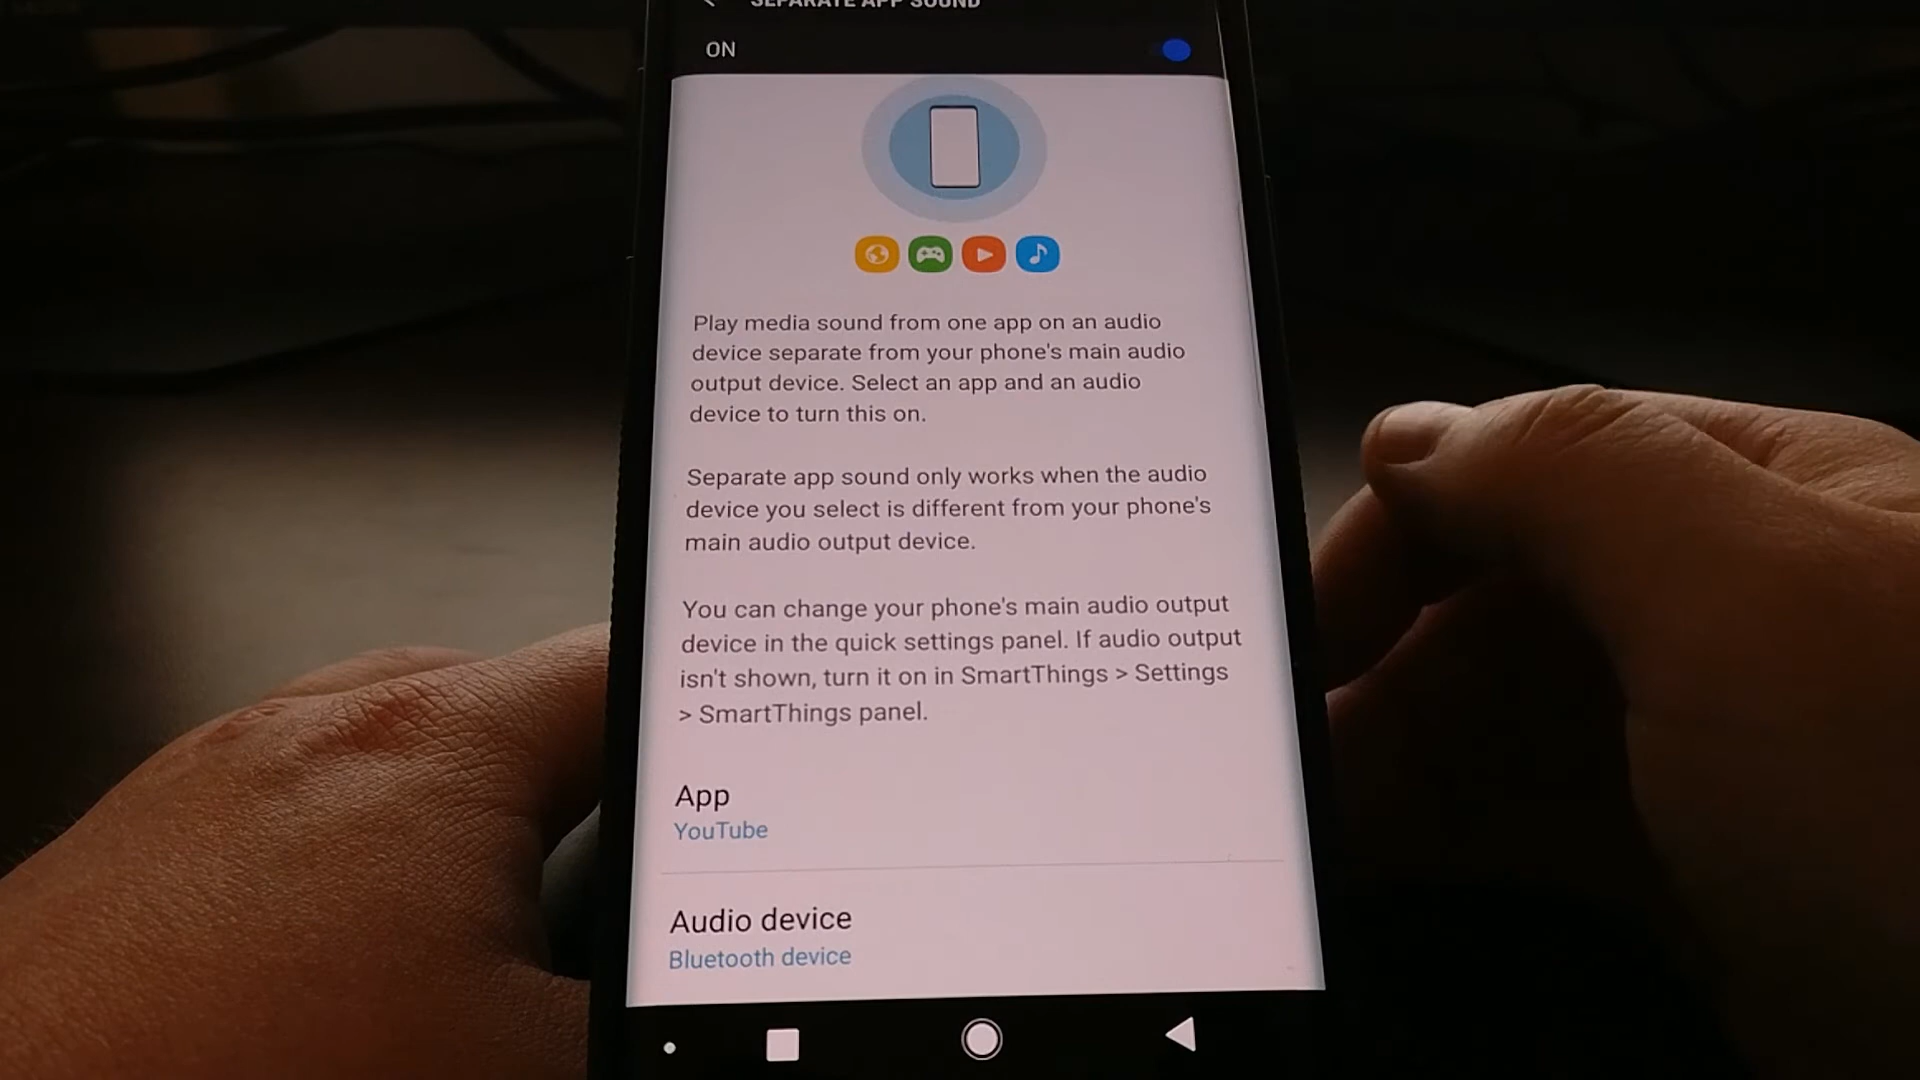 SEPARATE APP SOUND
ON
Play media sound from one app on an audio
device separate from your phone's main audio
output device. Select an app and an audio
device to turn this on.
Separate app sound only works when the audio
device you select is different from your phone's
main audio output device.
You can change your phone's main audio output
device in the quick settings panel. If audio output
isn't shown, turn it on in SmartThings > Settings
> SmartThings panel.
App
YouTube
Audio device
Bluetooth device